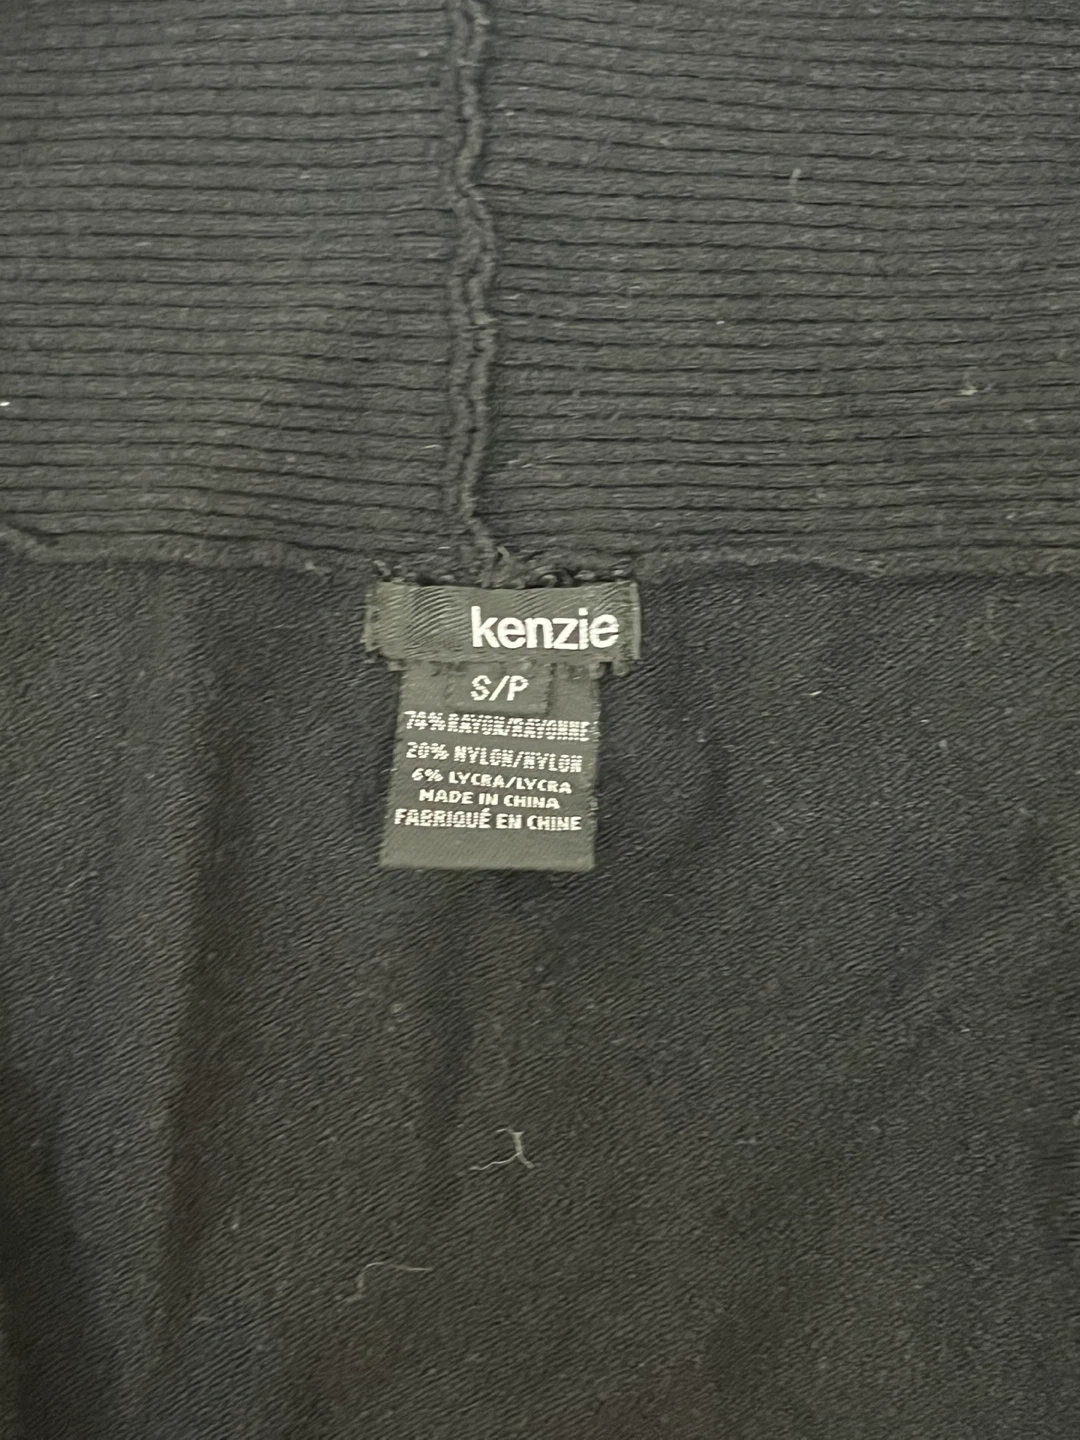 kenzie
S/P
74% RAYON/RAYONNE
20% NYLON/NYLON
6% LYCRA/LYCRA
MADE IN CHINA
FABRIQUÉ EN CHINE